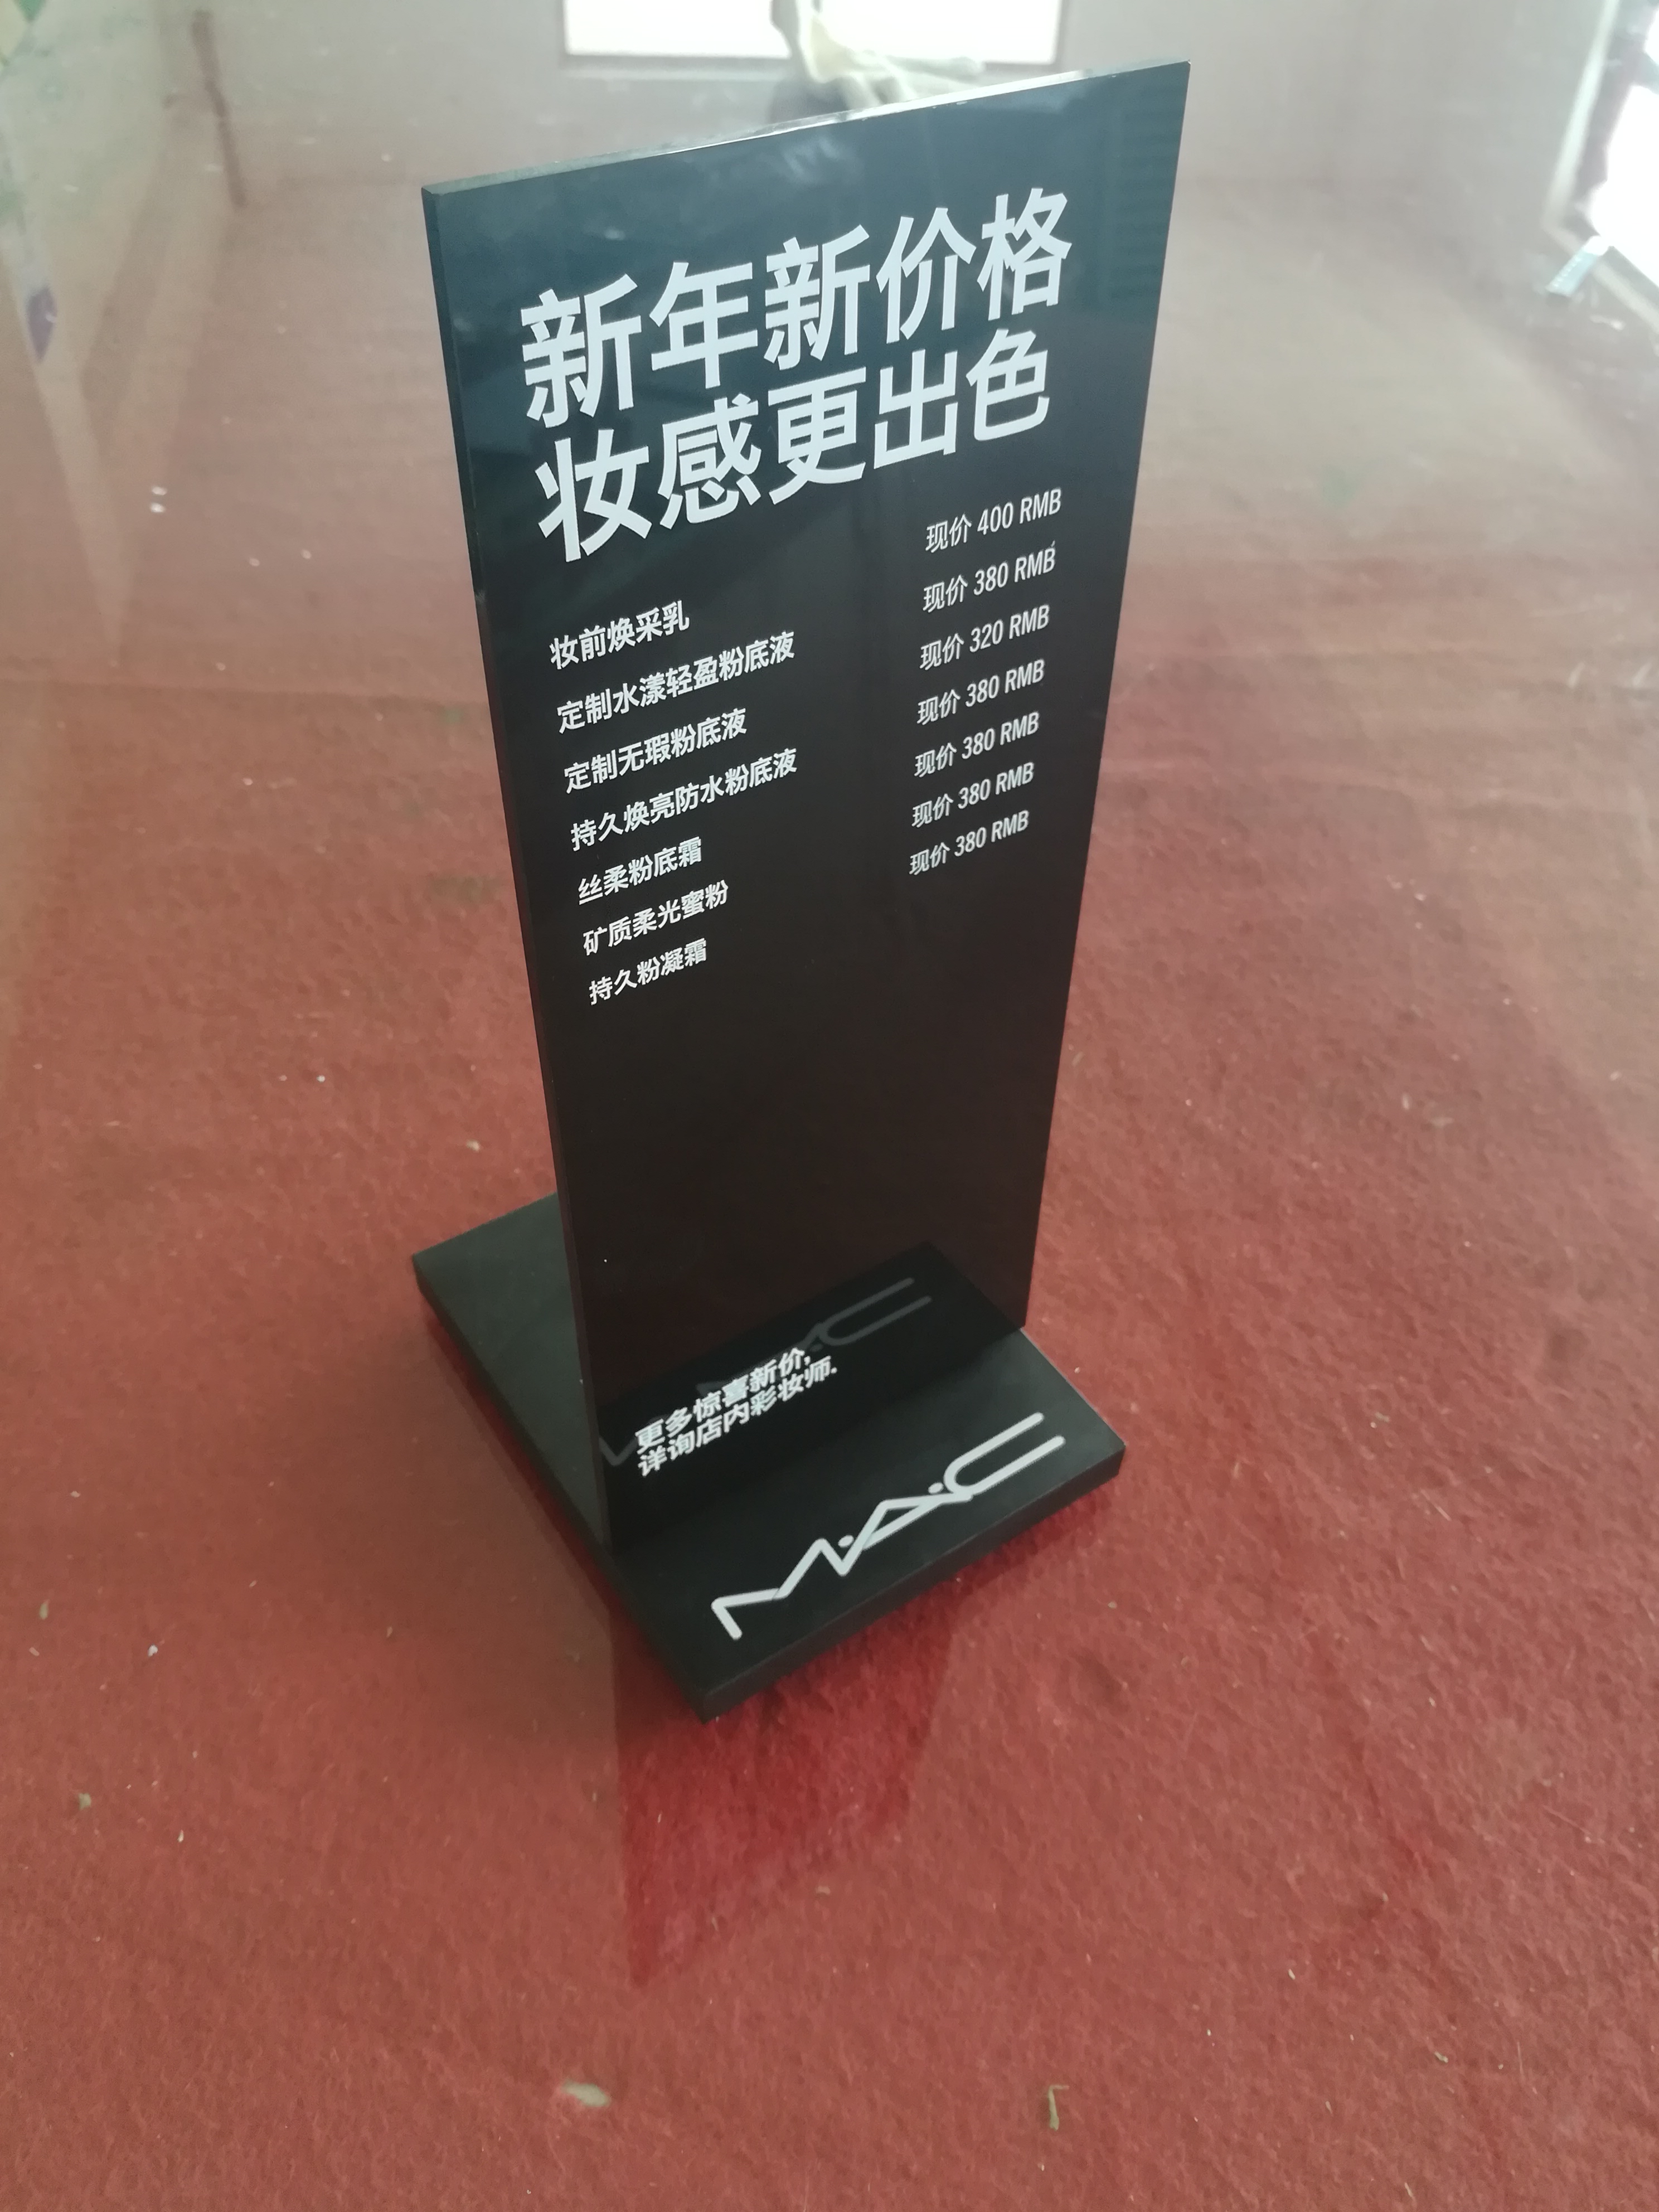 新年新价格
妆感更出色
妆前焕采乳 现价 400 RMB
定制水漾轻盈粉底液 现价 380 RMB
定制无瑕粉底液 现价 320 RMB
持久焕亮防水粉底液 现价 380 RMB
丝柔粉底霜 现价 380 RMB
矿质柔光蜜粉 现价 380 RMB
持久粉凝霜 现价 380 RMB
更多惊喜新价,
详询店内彩妆师.
M·A·C